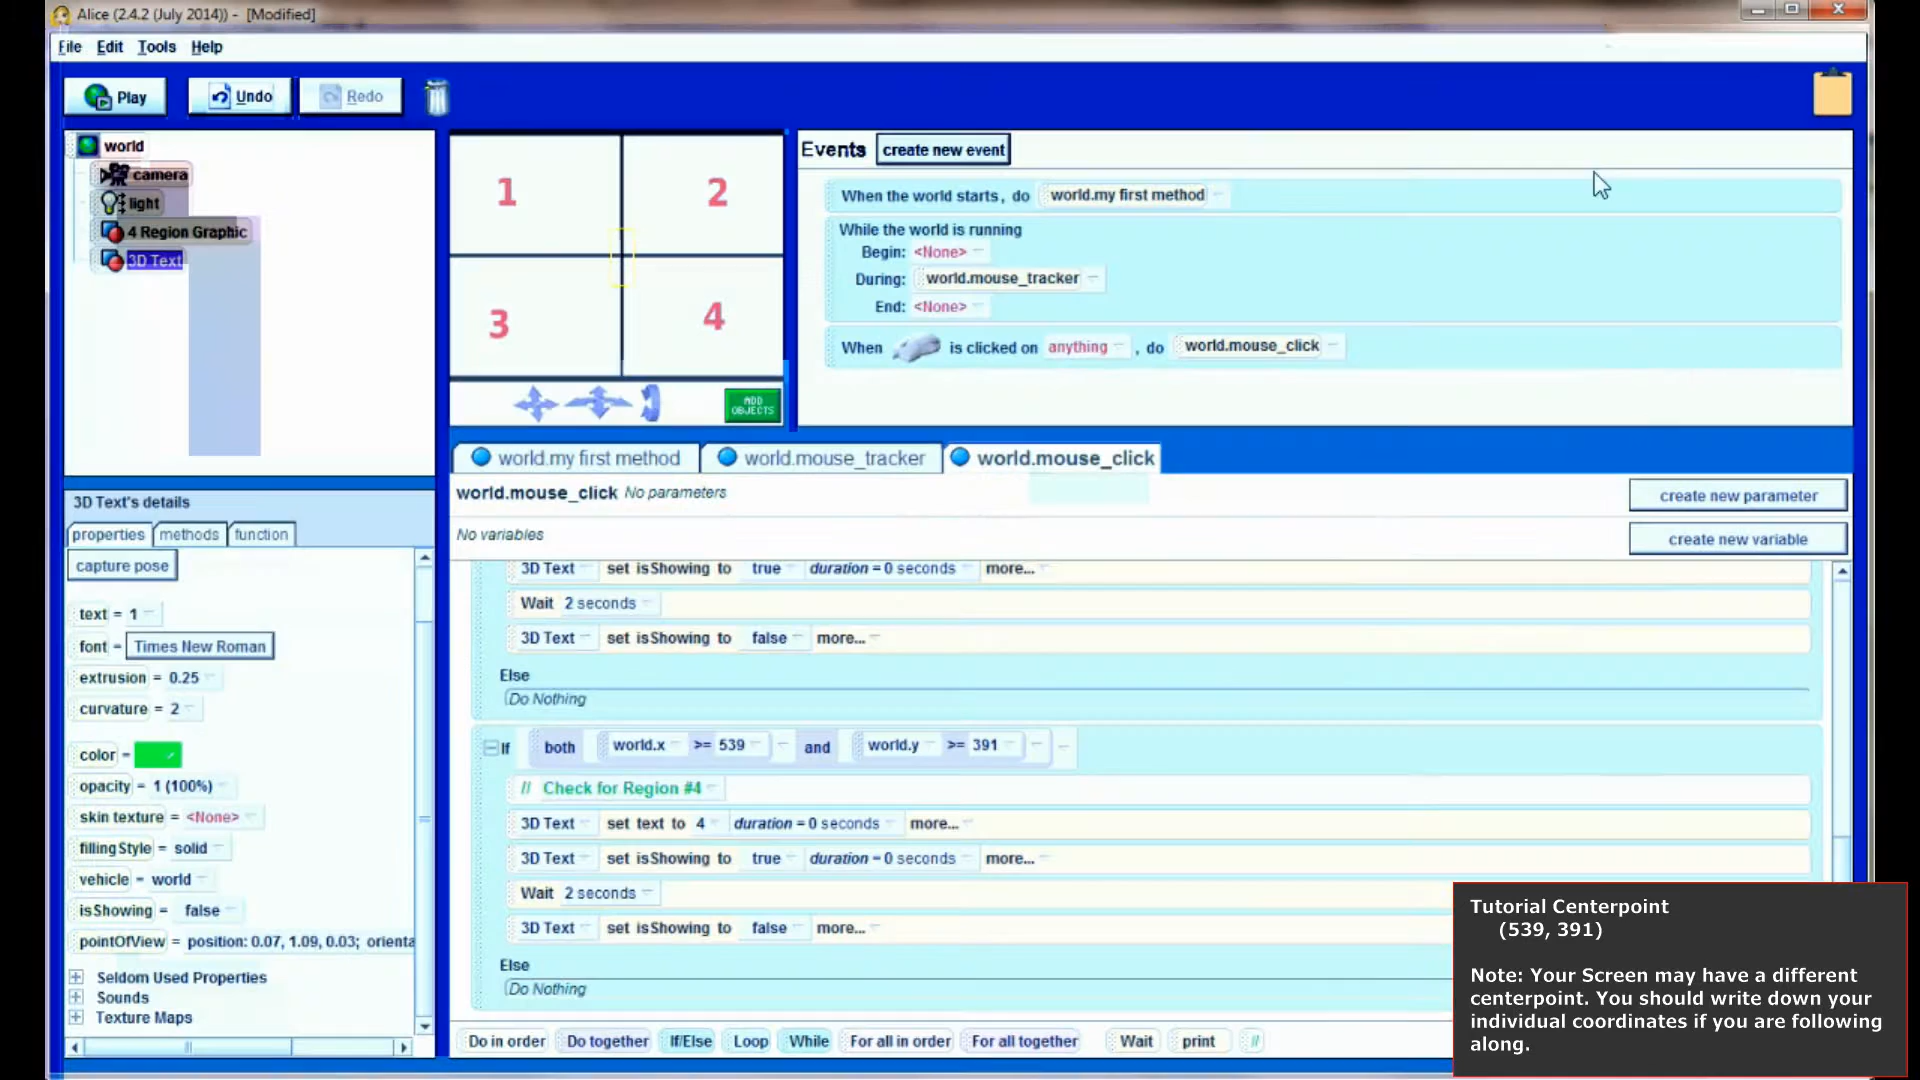 Alice (2.4.2 (July 2014)) - [Modified]
File Edit Tools Help
Play Undo Redo
world
camera
light
4 Region Graphic
3D Text
1 2
3 4
ADD OBJECTS
Events create new event
When the world starts, do world.my first method
While the world is running
Begin: <None>
During: world.mouse_tracker
End: <None>
When is clicked on anything , do world.mouse_click
3D Text's details
properties methods function
capture pose
text = 1
font = Times New Roman
extrusion = 0.25
curvature = 2
color =
opacity = 1 (100%)
skin texture = <None>
fillingStyle = solid
vehicle = world
isShowing = false
pointOfView = position: 0.07, 1.09, 0.03; orienta
Seldom Used Properties
Sounds
Texture Maps
world.my first method world.mouse_tracker world.mouse_click
world.mouse_click No parameters create new parameter
No variables create new variable
3D Text set isShowing to true duration = 0 seconds more...
Wait 2 seconds
3D Text set isShowing to false more...
Else
(Do Nothing
If both world.x >= 539 and world.y >= 391
// Check for Region #4
3D Text set text to 4 duration = 0 seconds more...
3D Text set isShowing to true duration = 0 seconds more...
Wait 2 seconds
3D Text set isShowing to false more...
Else
(Do Nothing
Do in order Do together If/Else Loop While For all in order For all together Wait print //
Tutorial Centerpoint
(539, 391)
Note: Your Screen may have a different
centerpoint. You should write down your
individual coordinates if you are following
along.